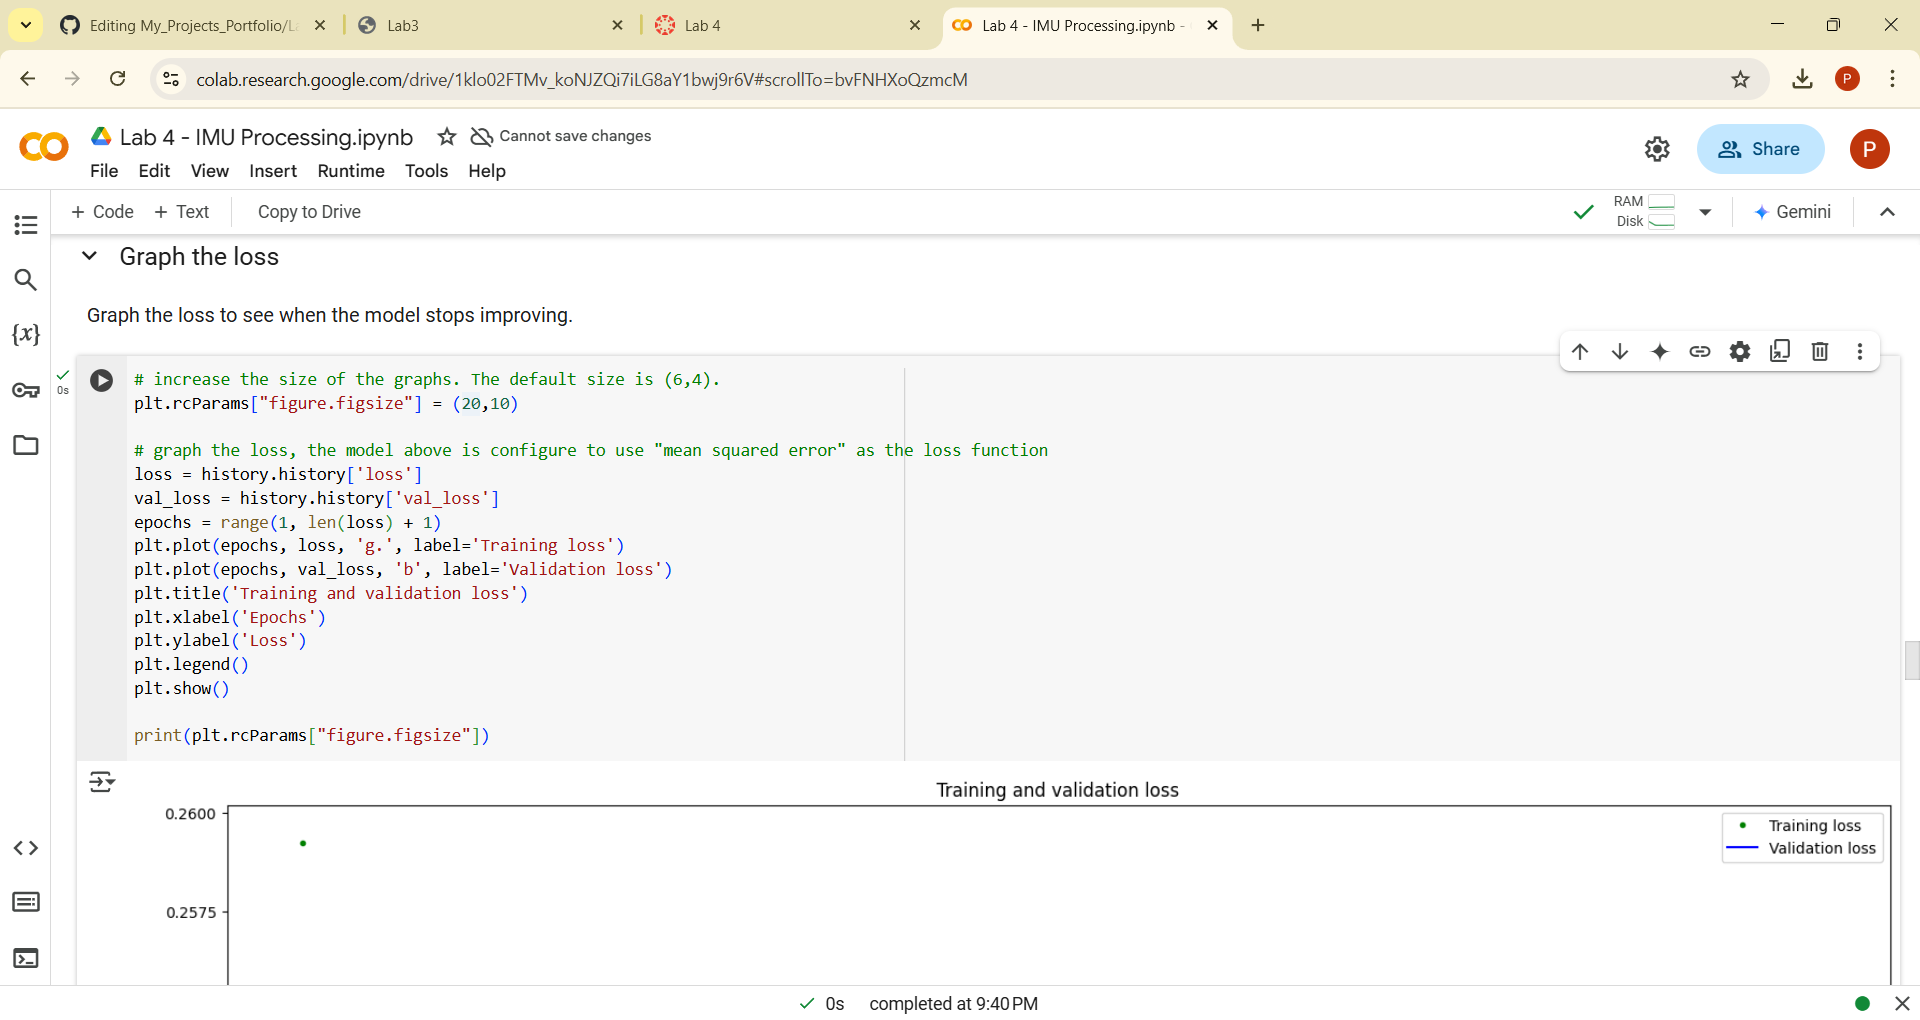 Editing My_Projects_Portfolio/La
Lab3
Lab 4
Lab 4 - IMU Processing.ipynb -
colab.research.google.com/drive/1klo02FTMv_koNJZQi7iLG8aY1bwj9r6V#scrollTo=bvFNHXoQzmcM
P
Lab 4 - IMU Processing.ipynb
Cannot save changes
File Edit View Insert Runtime Tools Help
Share
P
+ Code + Text
Copy to Drive
RAM
Disk
Gemini
Graph the loss
Graph the loss to see when the model stops improving.
{x}
0s
# increase the size of the graphs. The default size is (6,4).
plt.rcParams["figure.figsize"] = (20,10)
# graph the loss, the model above is configure to use "mean squared error" as the loss function
loss = history.history['loss']
val_loss = history.history['val_loss']
epochs = range(1, len(loss) + 1)
plt.plot(epochs, loss, 'g.', label='Training loss')
plt.plot(epochs, val_loss, 'b', label='Validation loss')
plt.title('Training and validation loss')
plt.xlabel('Epochs')
plt.ylabel('Loss')
plt.legend()
plt.show()
print(plt.rcParams["figure.figsize"])
Training and validation loss
0.2600
Training loss
Validation loss
0.2575
0s completed at 9:40 PM